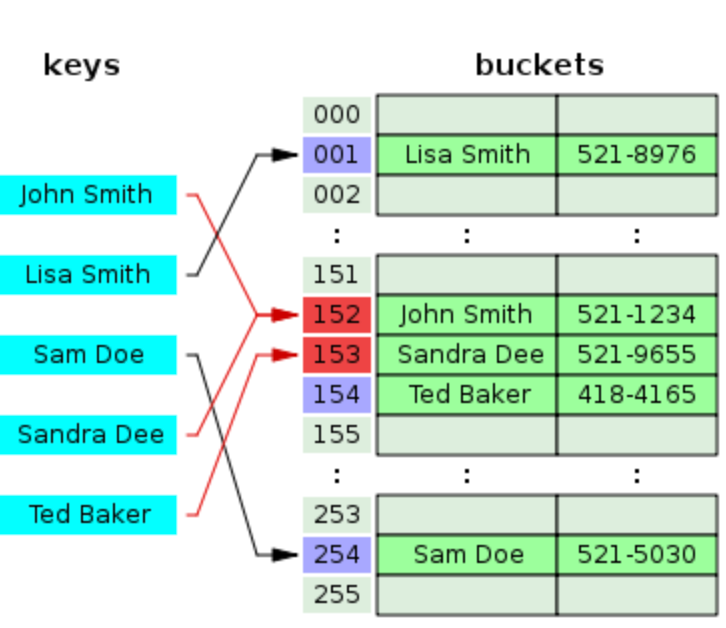 keys
buckets
000
001 Lisa Smith 521-8976
John Smith
002
: : :
Lisa Smith
151
152 John Smith 521-1234
Sam Doe
153 Sandra Dee 521-9655
154 Ted Baker 418-4165
Sandra Dee
155
: : :
Ted Baker
253
254 Sam Doe 521-5030
255